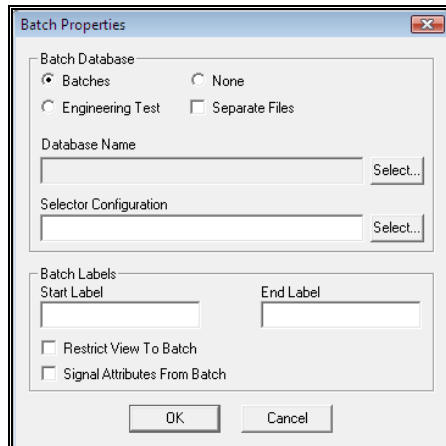 Batch Properties
Batch Database
Batches None
Engineering Test Separate Files
Database Name
Select...
Selector Configuration
Select...
Batch Labels
Start Label End Label
Restrict View To Batch
Signal Attributes From Batch
OK Cancel